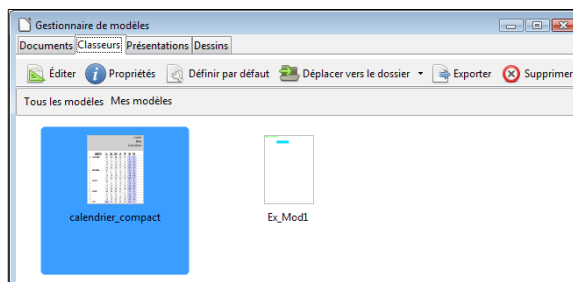 Gestionnaire de modèles
Documents Classeurs Présentations Dessins
Éditer Propriétés Définir par défaut Déplacer vers le dossier Exporter Supprimer
Tous les modèles Mes modèles
calendrier_compact Ex_Mod1